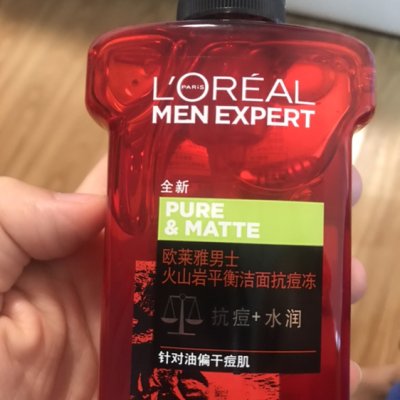 L'ORÉAL
PARIS
MEN EXPERT
全新
PURE
& MATTE
欧莱雅男士
火山岩平衡洁面抗痘冻
抗痘+水润
针对油偏干痘肌